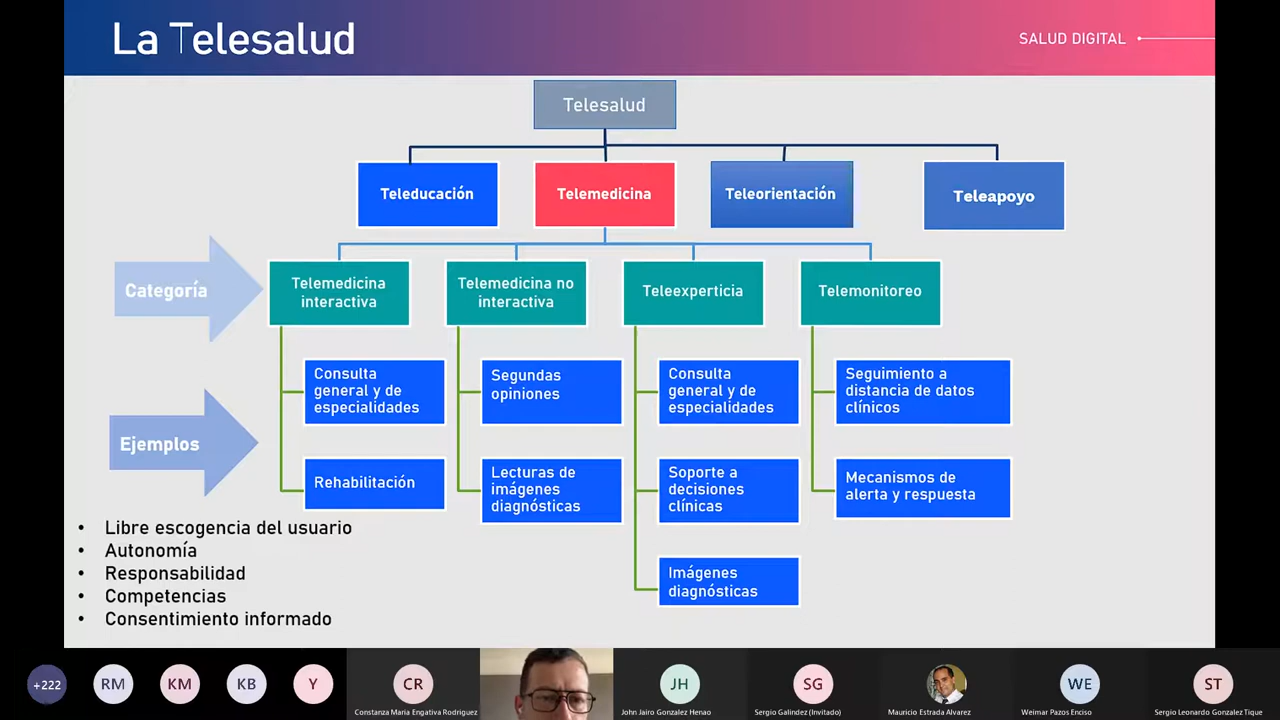 La Telesalud
SALUD DIGITAL
Telesalud
Teleducación
Telemedicina
Teleorientación
Teleapoyo
Categoría
Telemedicina
interactiva
Telemedicina no
interactiva
Teleexperticia
Telemonitoreo
Ejemplos
Consulta
general y de
especialidades
Segundas
opiniones
Consulta
general y de
especialidades
Seguimiento a
distancia de datos
clínicos
Rehabilitación
Lecturas de
imágenes
diagnósticas
Soporte a
decisiones
clínicas
Mecanismos de
alerta y respuesta
Imágenes
diagnósticas
• Libre escogencia del usuario
• Autonomía
• Responsabilidad
• Competencias
• Consentimiento informado
+222
RM
KM
KB
Y
CR
Constanza María Engativa Rodriguez
JH
John Jairo Gonzalez Henao
SG
Sergio Galindez (Invitado)
Mauricio Estrada Alvarez
WE
Weimar Pazos Enciso
ST
Sergio Leonardo Gonzalez Tique